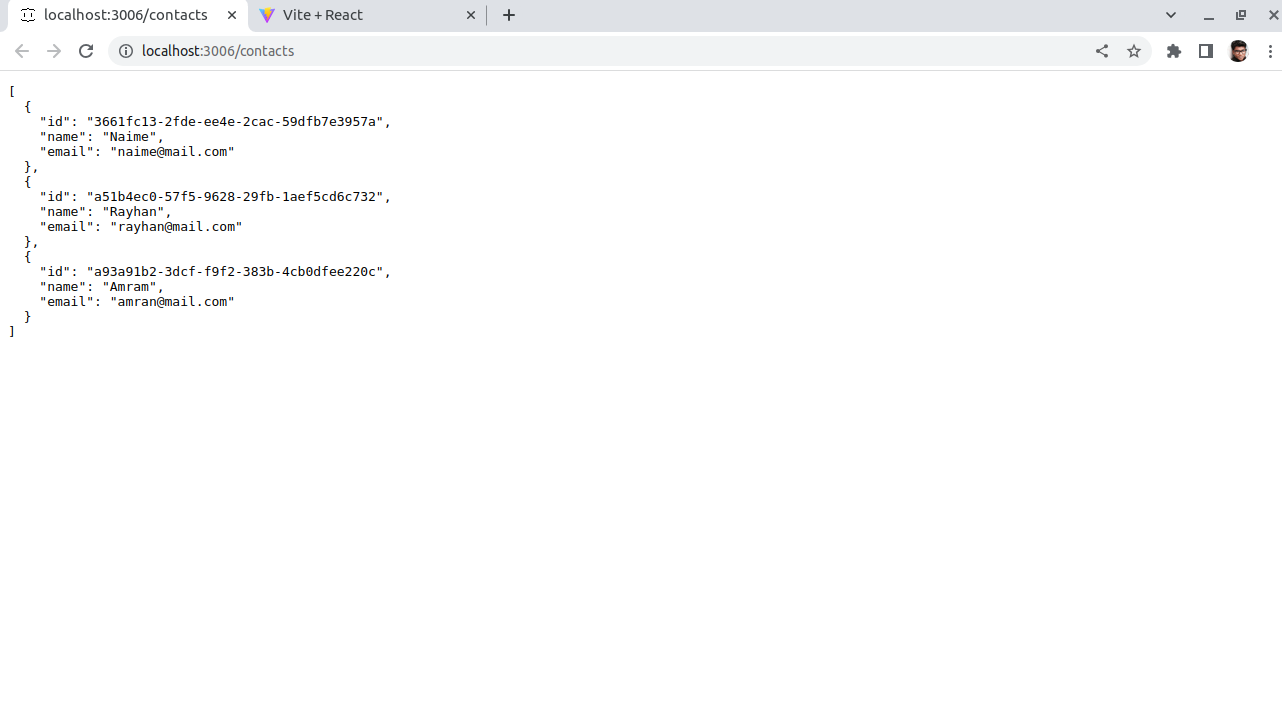 localhost:3006/contacts
Vite + React
localhost:3006/contacts
[
  {
    "id": "3661fc13-2fde-ee4e-2cac-59dfb7e3957a",
    "name": "Naime",
    "email": "naime@mail.com"
  },
  {
    "id": "a51b4ec0-57f5-9628-29fb-1aef5cd6c732",
    "name": "Rayhan",
    "email": "rayhan@mail.com"
  },
  {
    "id": "a93a91b2-3dcf-f9f2-383b-4cb0dfee220c",
    "name": "Amram",
    "email": "amran@mail.com"
  }
]